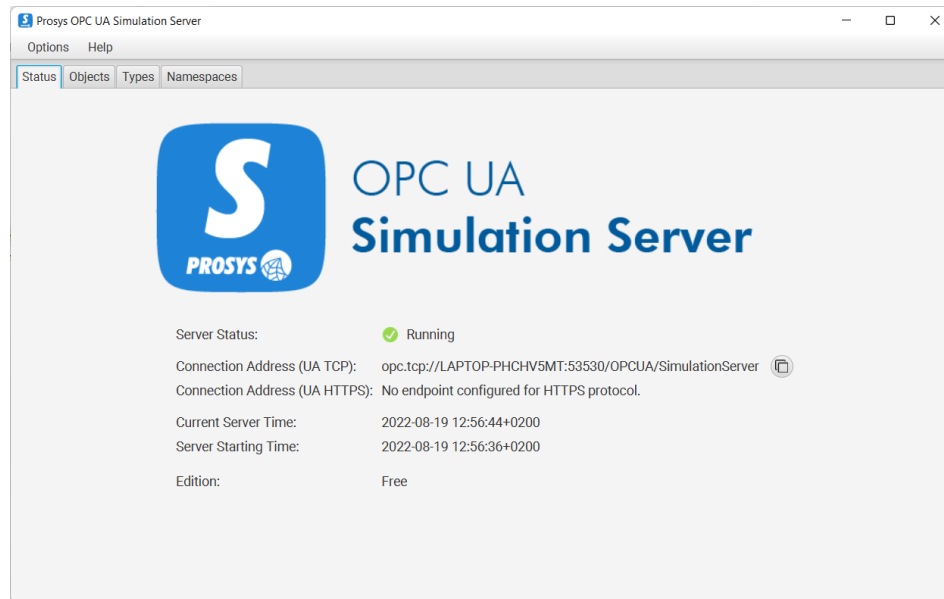 Prosys OPC UA Simulation Server
Options Help
Status Objects Types Namespaces
S
PROSYS
OPC UA
Simulation Server
Server Status: Running
Connection Address (UA TCP): opc.tcp://LAPTOP-PHCHV5MT:53530/OPCUA/SimulationServer
Connection Address (UA HTTPS): No endpoint configured for HTTPS protocol.
Current Server Time: 2022-08-19 12:56:44+0200
Server Starting Time: 2022-08-19 12:56:36+0200
Edition: Free